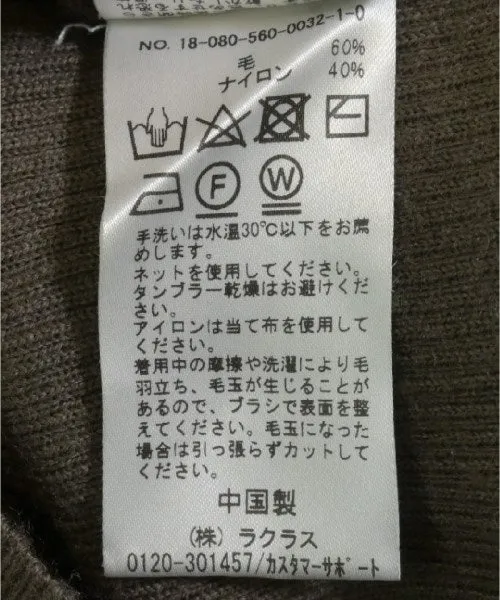 NO. 18-080-560-0032-1-0
毛 60%
ナイロン 40%
F W
手洗いは水温30℃以下をお薦
めします。
ネットを使用してください。
タンブラー乾燥はお避けくだ
さい。
アイロンは当て布を使用して
ください。
着用中の摩擦や洗濯により毛
羽立ち、毛玉が生じることが
あるので、ブラシで表面を整
えてください。毛玉になった
場合は引っ張らずカットして
ください。
中国製
(株) ラクラス
0120-301457/カスタマーサポート